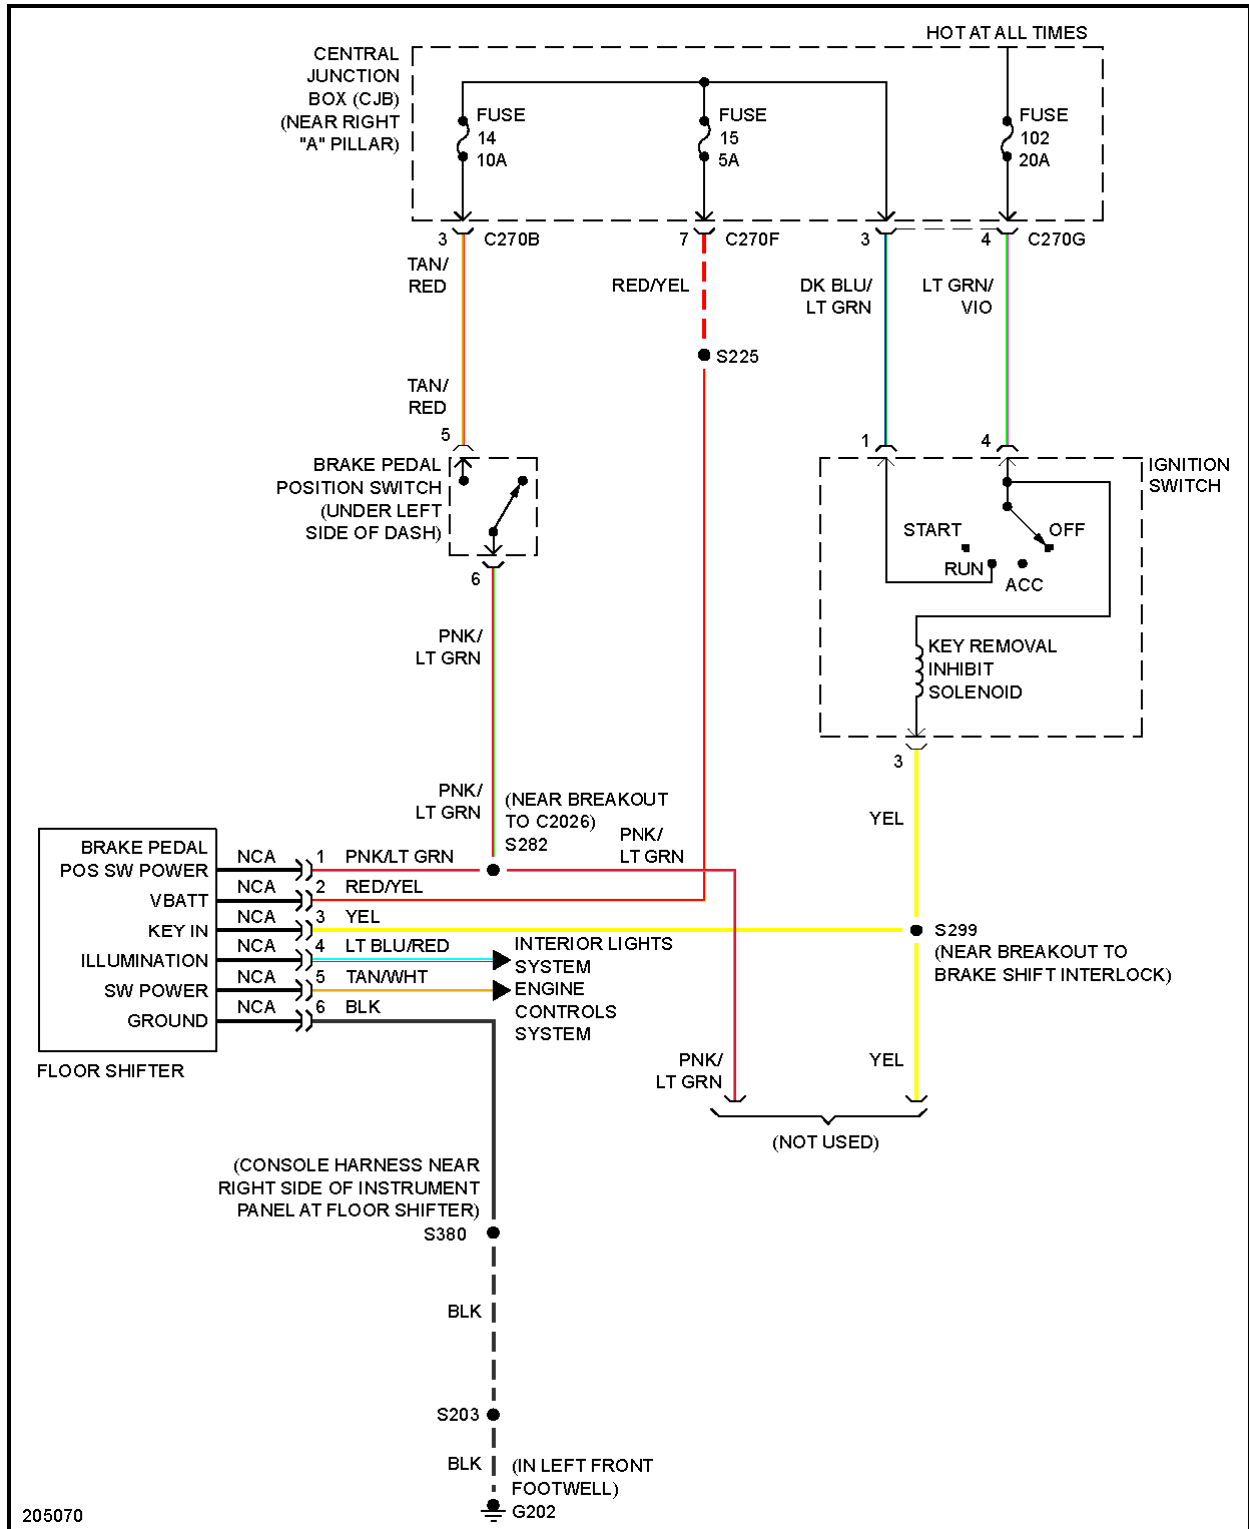 HOT AT ALL TIMES
CENTRAL
JUNCTION
BOX (CJB)
(NEAR RIGHT
"A" PILLAR)
FUSE
14
10A
FUSE
15
5A
FUSE
102
20A
3
C270B
7
C270F
3
4
C270G
TAN/
RED
RED/YEL
DK BLU/
LT GRN
LT GRN/
VIO
S225
TAN/
RED
5
1
4
BRAKE PEDAL
POSITION SWITCH
(UNDER LEFT
SIDE OF DASH)
IGNITION
SWITCH
START
OFF
RUN
ACC
6
PNK/
LT GRN
KEY REMOVAL
INHIBIT
SOLENOID
3
PNK/
LT GRN
(NEAR BREAKOUT
TO C2026)
S282
PNK/
LT GRN
YEL
BRAKE PEDAL
POS SW POWER
NCA
1
PNK/LT GRN
VBATT
NCA
2
RED/YEL
KEY IN
NCA
3
YEL
S299
(NEAR BREAKOUT TO
BRAKE SHIFT INTERLOCK)
ILLUMINATION
NCA
4
LT BLU/RED
INTERIOR LIGHTS
SYSTEM
SW POWER
NCA
5
TAN/WHT
ENGINE
CONTROLS
SYSTEM
GROUND
NCA
6
BLK
FLOOR SHIFTER
PNK/
LT GRN
YEL
(NOT USED)
(CONSOLE HARNESS NEAR
RIGHT SIDE OF INSTRUMENT
PANEL AT FLOOR SHIFTER)
S380
BLK
S203
BLK
(IN LEFT FRONT
FOOTWELL)
G202
205070